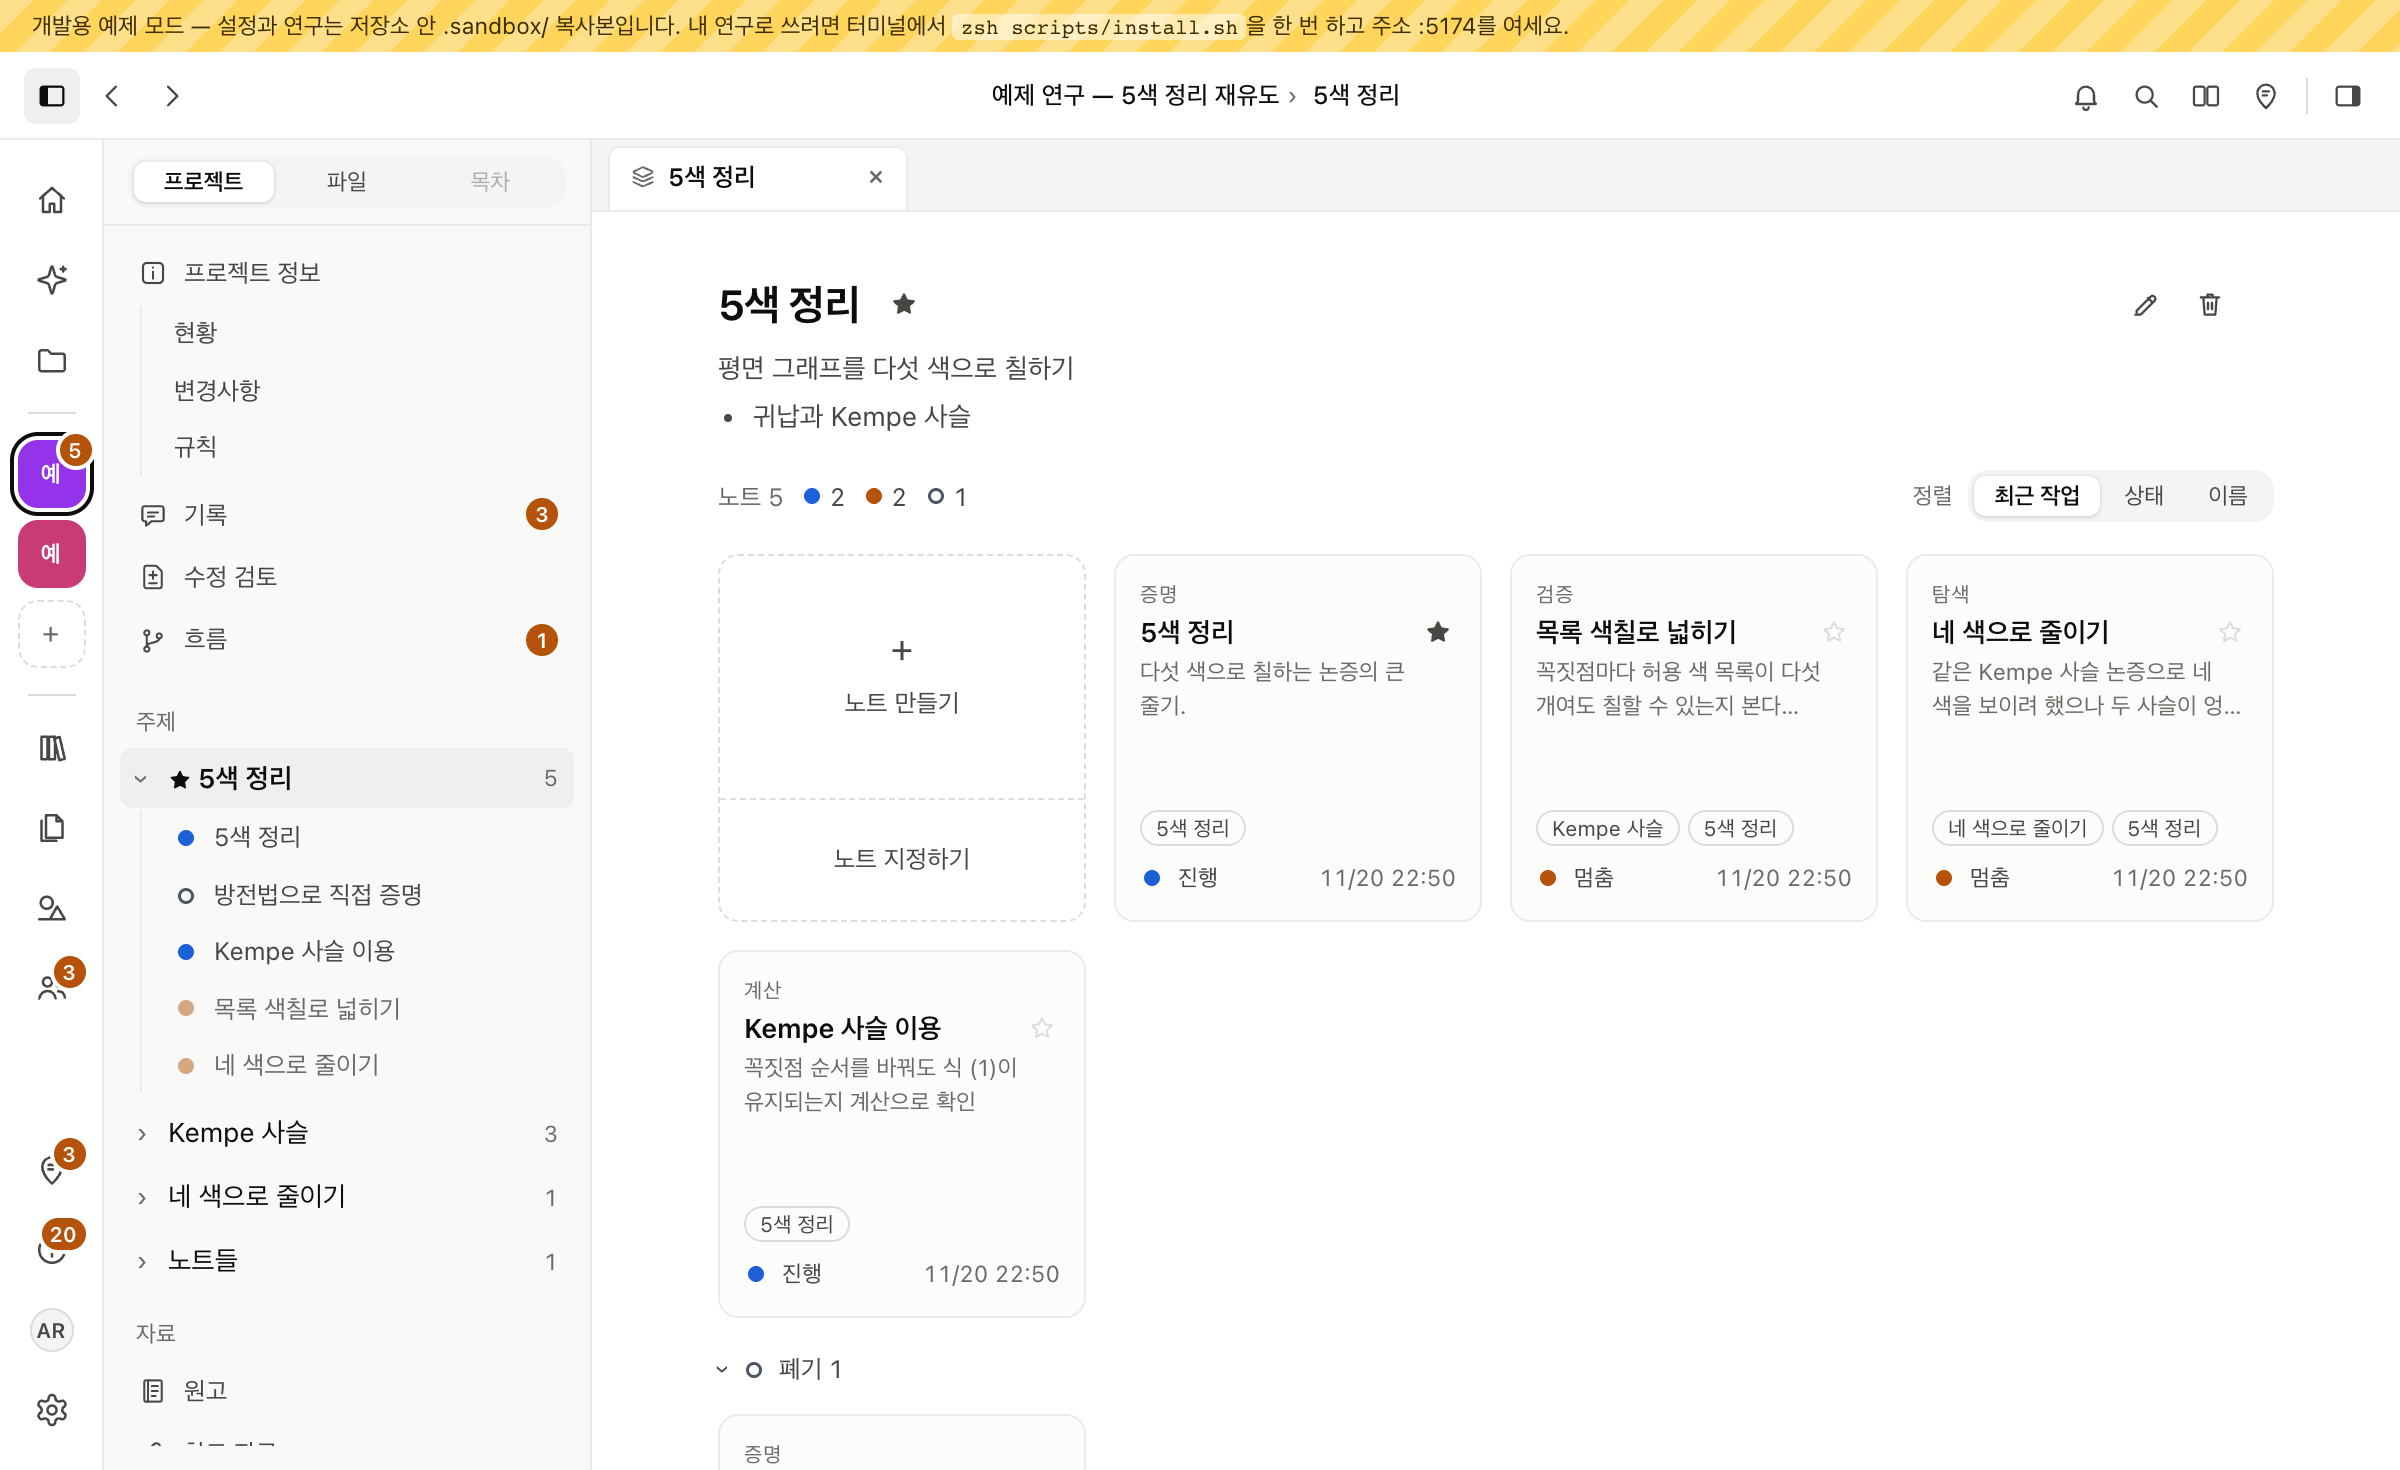 개발용 예제 모드 — 설정과 연구는 저장소 안 .sandbox/ 복사본입니다. 내 연구로 쓰려면 터미널에서 zsh scripts/install.sh을 한 번 하고 주소 :5174를 여세요.
예제 연구 — 5색 정리 재유도 › 5색 정리
프로젝트
파일
목차
5색 정리
프로젝트 정보
현황
변경사항
규칙
기록 3
수정 검토
흐름 1
주제
5색 정리 5
5색 정리
방전법으로 직접 증명
Kempe 사슬 이용
목록 색칠로 넓히기
네 색으로 줄이기
Kempe 사슬 3
네 색으로 줄이기 1
노트들 1
자료
원고
예 5
예
3
3
20
AR
5색 정리
평면 그래프를 다섯 색으로 칠하기
• 귀납과 Kempe 사슬
노트 5 2 2 1
정렬 최근 작업 상태 이름
+
노트 만들기
노트 지정하기
증명
5색 정리
다섯 색으로 칠하는 논증의 큰
줄기.
5색 정리
진행 11/20 22:50
검증
목록 색칠로 넓히기
꼭짓점마다 허용 색 목록이 다섯
개여도 칠할 수 있는지 본다...
Kempe 사슬 5색 정리
멈춤 11/20 22:50
탐색
네 색으로 줄이기
같은 Kempe 사슬 논증으로 네
색을 보이려 했으나 두 사슬이 엉...
네 색으로 줄이기 5색 정리
멈춤 11/20 22:50
계산
Kempe 사슬 이용
꼭짓점 순서를 바꿔도 식 (1)이
유지되는지 계산으로 확인
5색 정리
진행 11/20 22:50
폐기 1
증명